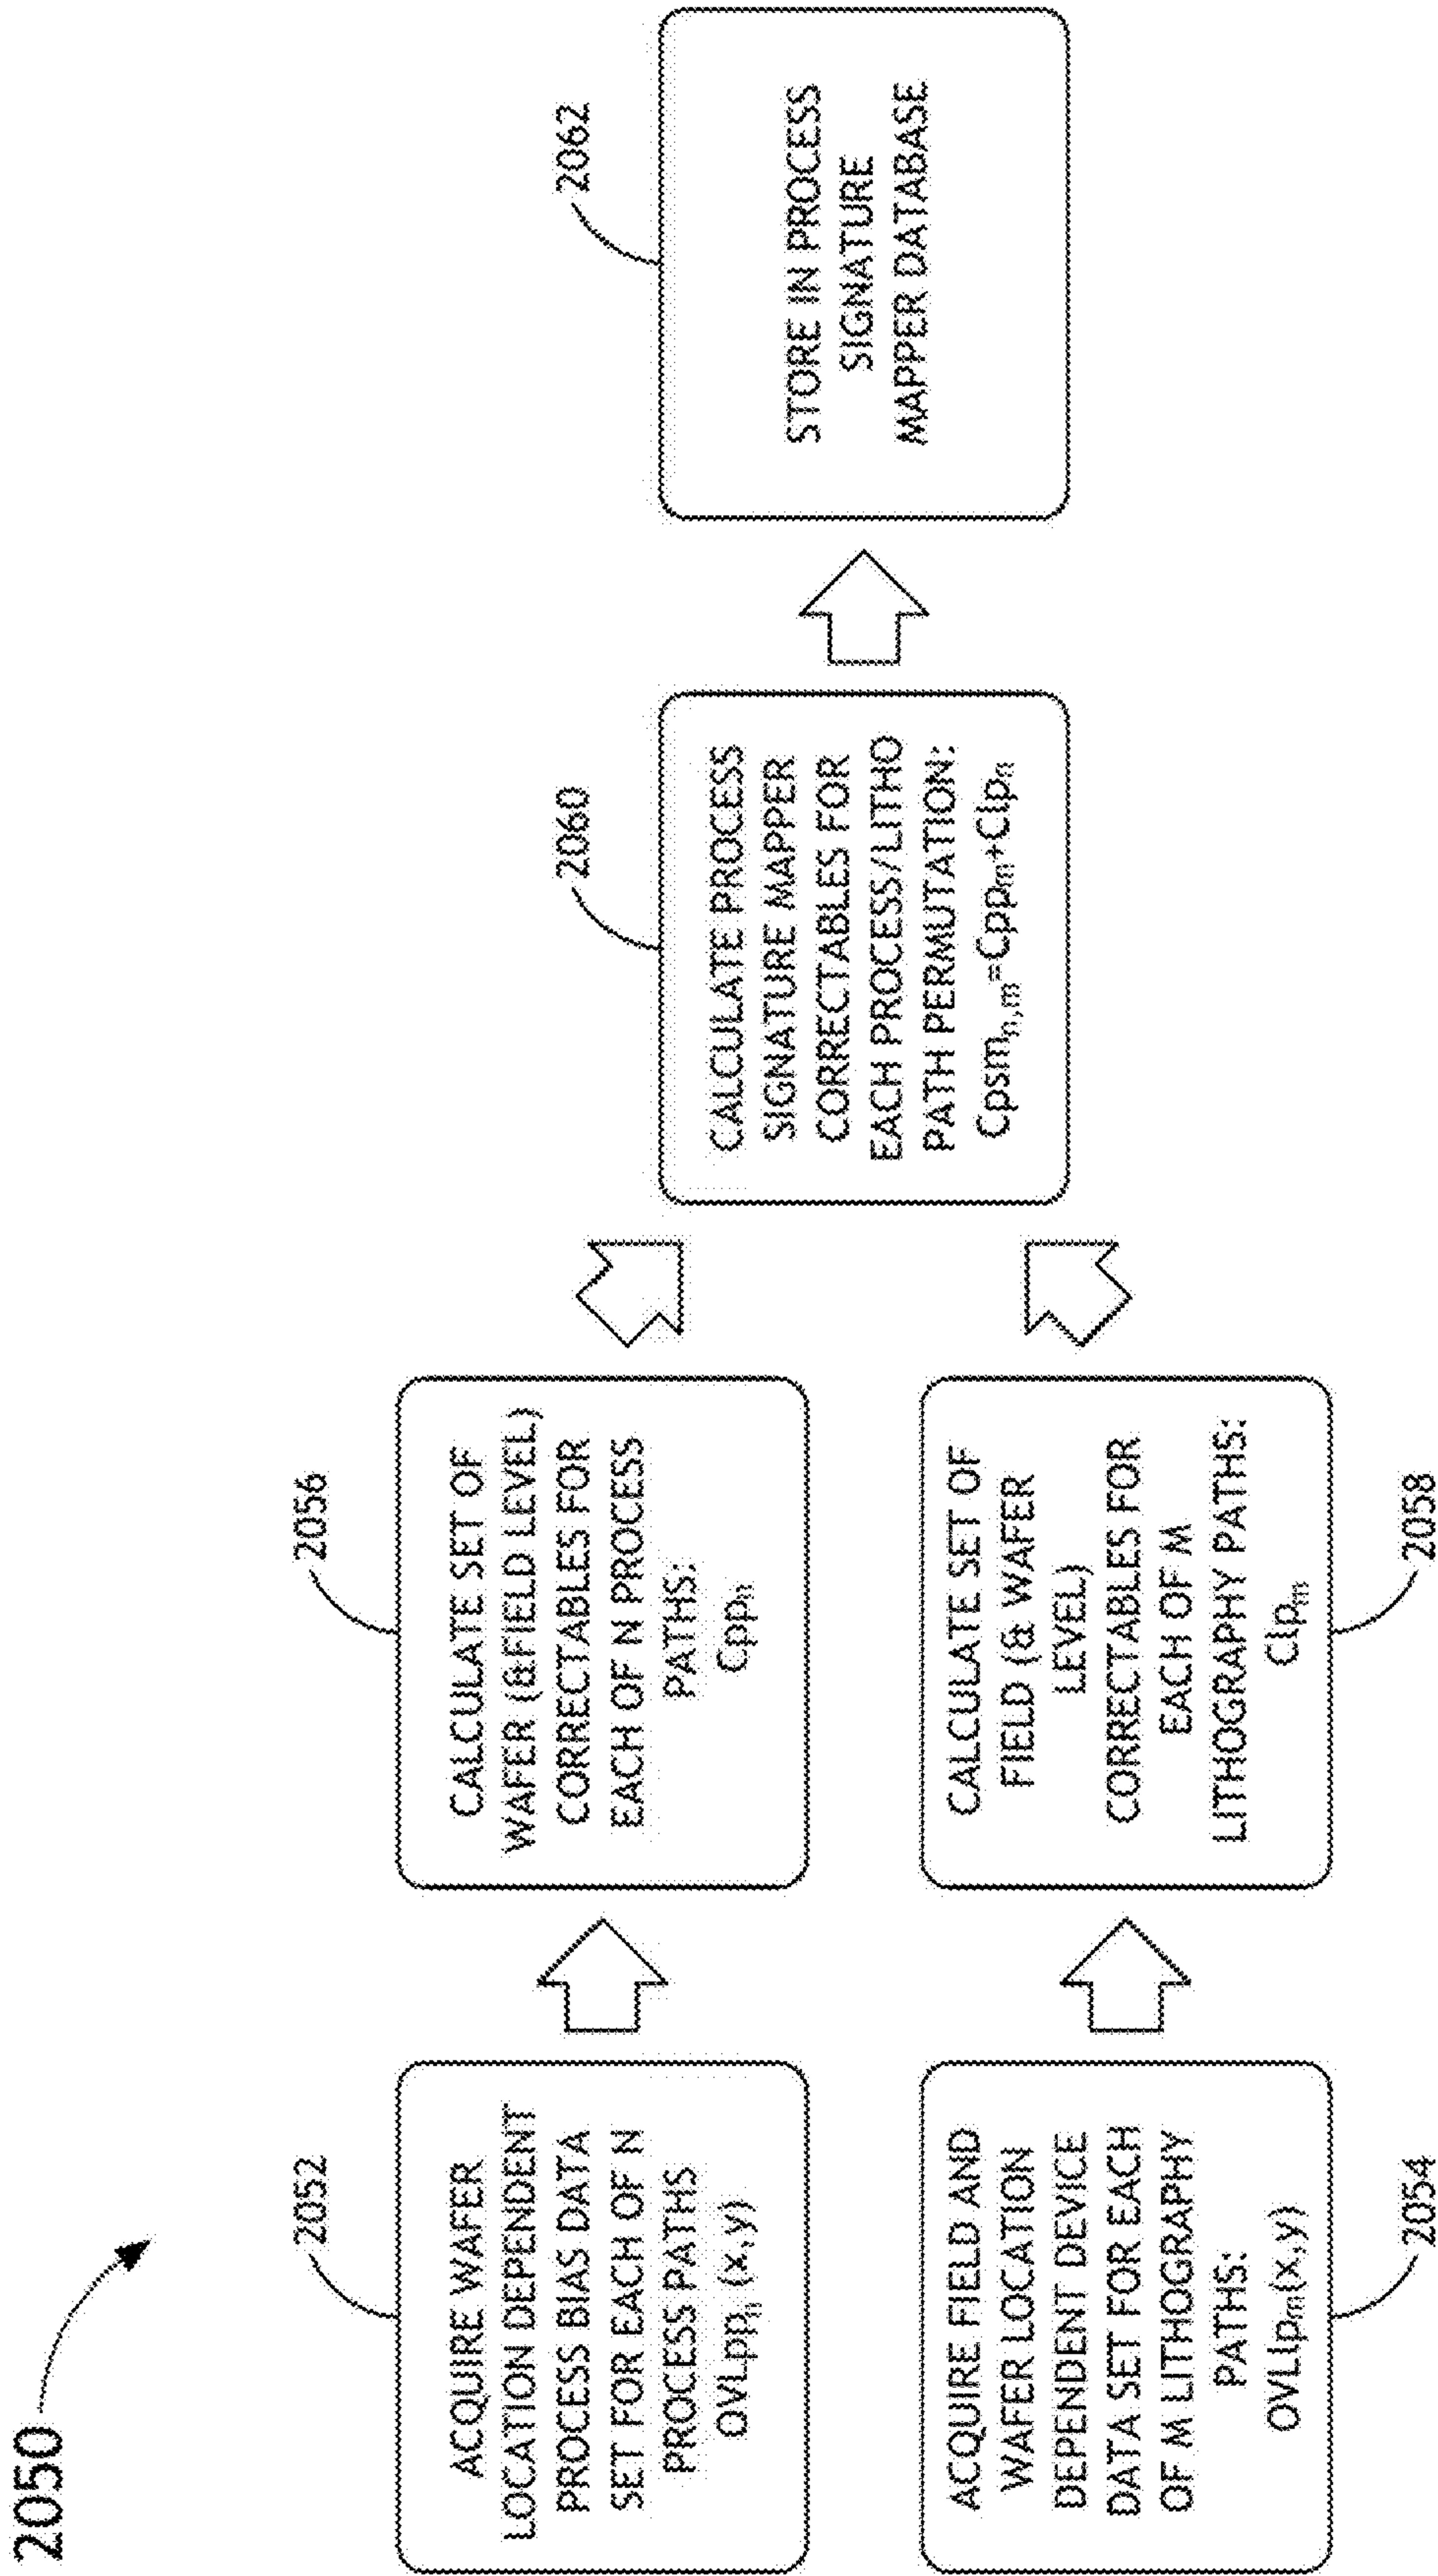 2050
2052
ACQUIRE WAFER
LOCATION DEPENDENT
PROCESS BIAS DATA
SET FOR EACH OF N
PROCESS PATHS
OVLppₙ (x,y)
2056
CALCULATE SET OF
WAFER (&FIELD LEVEL)
CORRECTABLES FOR
EACH OF N PROCESS
PATHS:
Cppₙ
ACQUIRE FIELD AND
WAFER LOCATION
DEPENDENT DEVICE
DATA SET FOR EACH
OF M LITHOGRAPHY
PATHS:
OVLlpₘ(x,y)
2054
CALCULATE SET OF
FIELD (& WAFER
LEVEL)
CORRECTABLES FOR
EACH OF M
LITHOGRAPHY PATHS:
Clpₘ
2058
2060
CALCULATE PROCESS
SIGNATURE MAPPER
CORRECTABLES FOR
EACH PROCESS/LITHO
PATH PERMUTATION:
Cpsmₙ,ₘ=Cppₘ+Clpₙ
2062
STORE IN PROCESS
SIGNATURE
MAPPER DATABASE